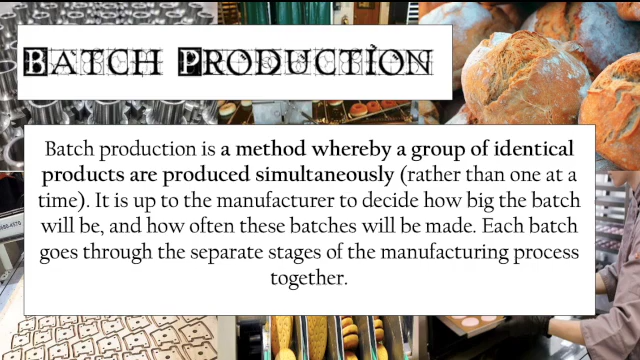 BATCH PRODUCTION
Batch production is a method whereby a group of identical
products are produced simultaneously (rather than one at a
time). It is up to the manufacturer to decide how big the batch
will be, and how often these batches will be made. Each batch
goes through the separate stages of the manufacturing process
together.